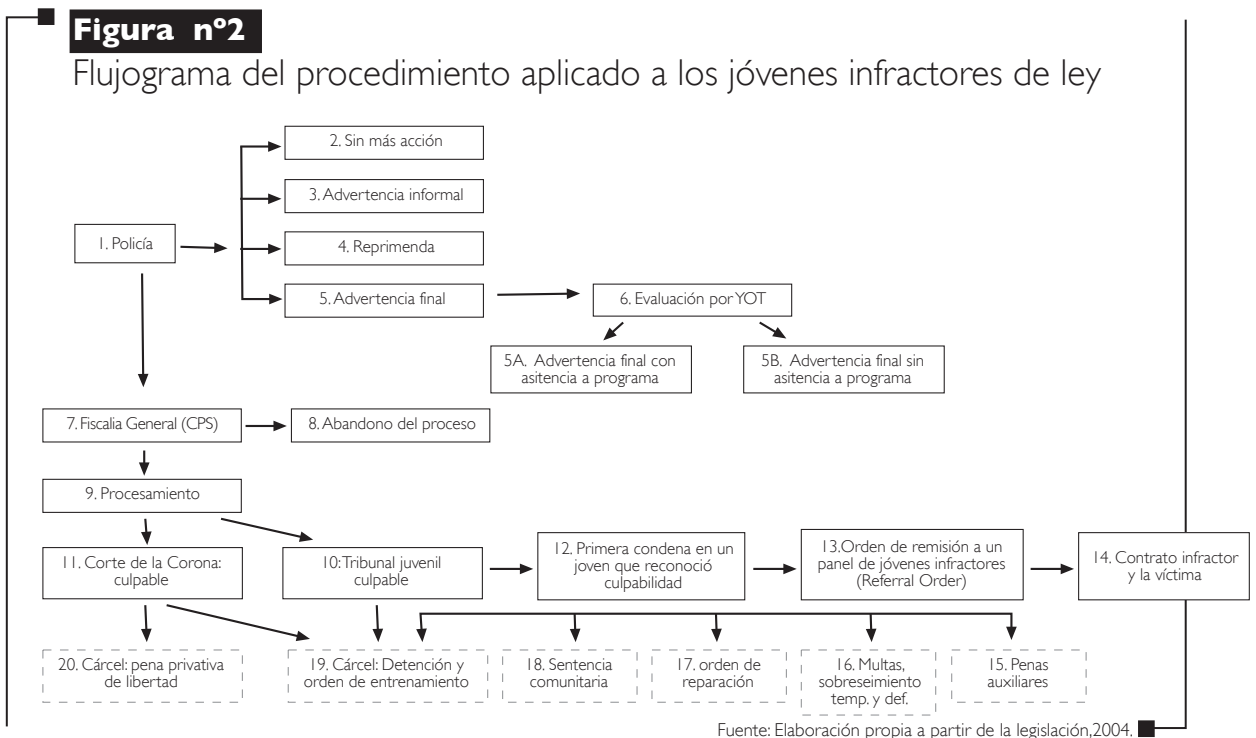 Figura nº2
Flujograma del procedimiento aplicado a los jóvenes infractores de ley
2. Sin más acción
3. Advertencia informal
1. Policía
4. Reprimenda
5. Advertencia final
6. Evaluación por YOT
5A. Advertencia final con
asitencia a programa
5B. Advertencia final sin
asitencia a programa
7. Fiscalia General (CPS)
8. Abandono del proceso
9. Procesamiento
11. Corte de la Corona:
culpable
10: Tribunal juvenil
culpable
12. Primera condena en un
joven que reconoció
culpabilidad
13. Orden de remisión a un
panel de jóvenes infractores
(Referral Order)
14. Contrato infractor
y la víctima
20. Cárcel: pena privativa
de libertad
19. Cárcel: Detención y
orden de entrenamiento
18. Sentencia
comunitaria
17. orden de
reparación
16. Multas,
sobreseimiento
temp. y def.
15. Penas
auxiliares
Fuente: Elaboración propia a partir de la legislación,2004.